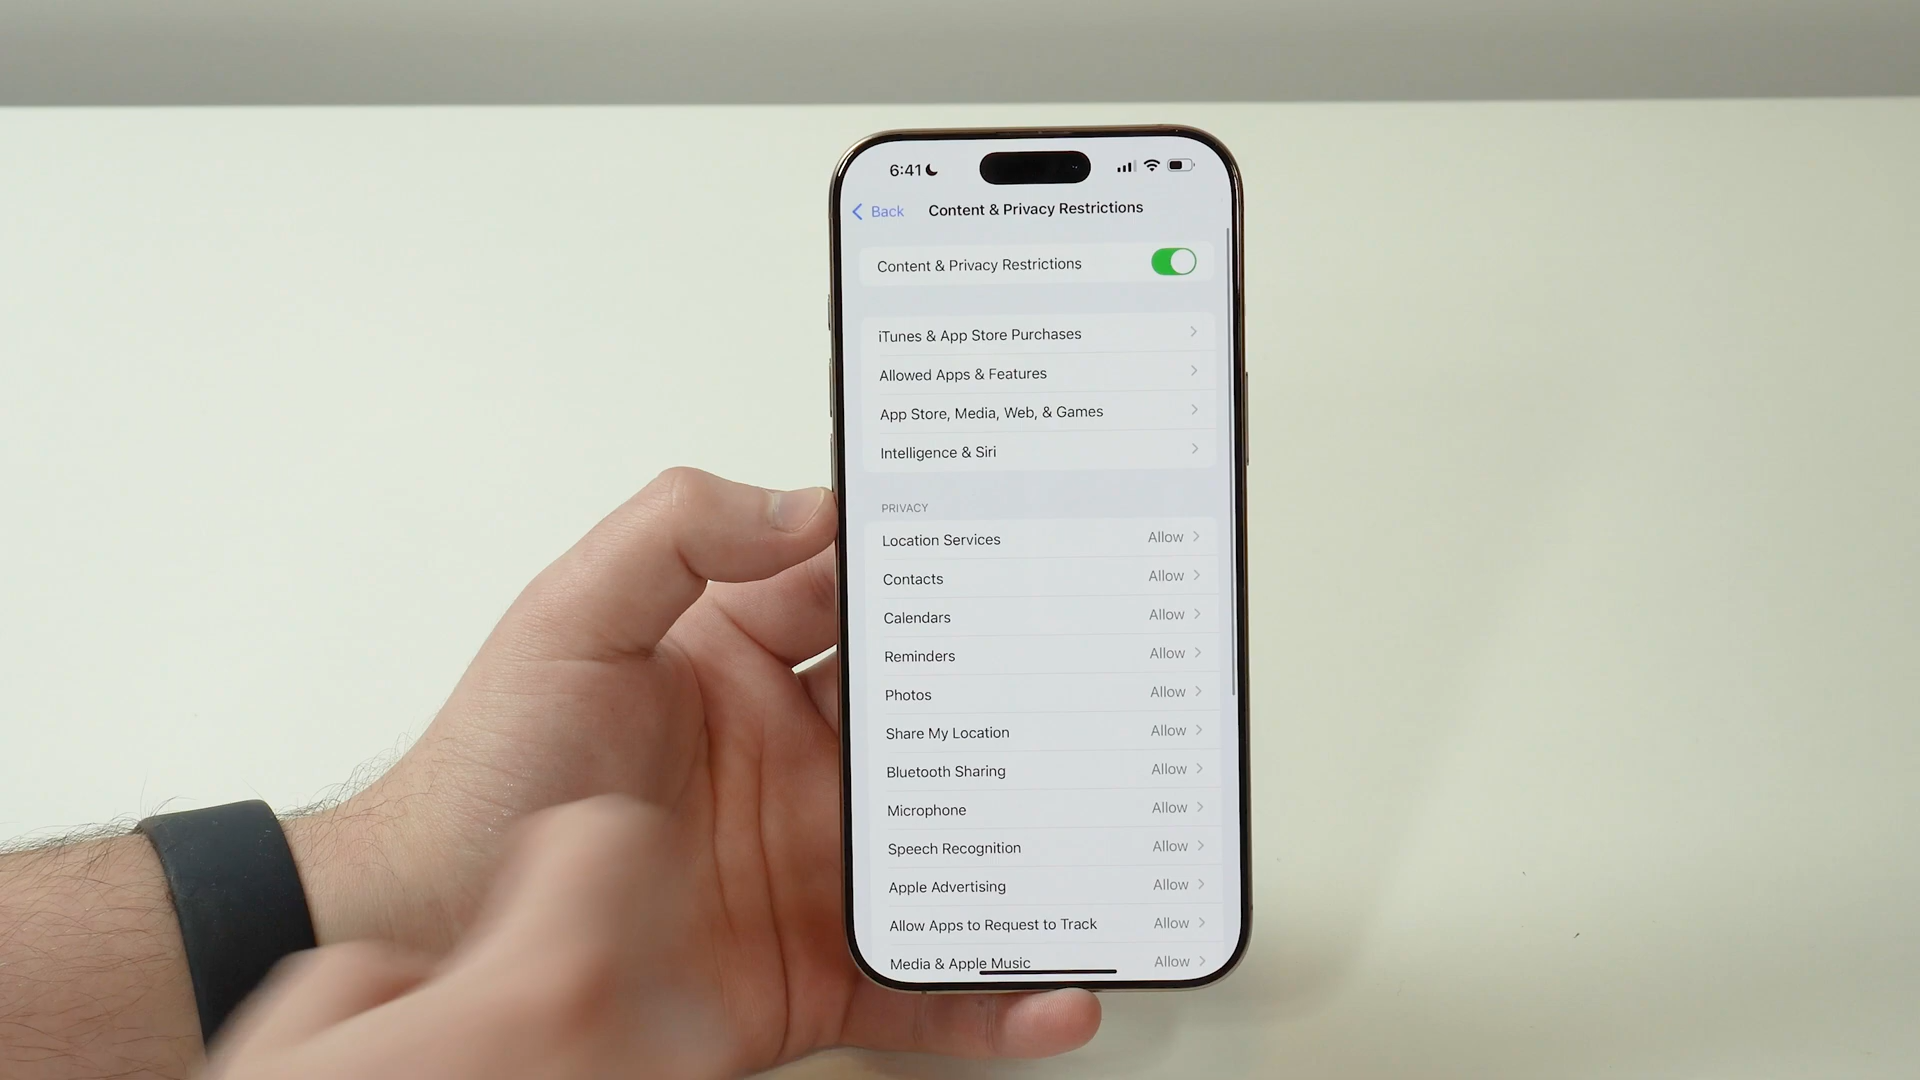 6:41
Back Content & Privacy Restrictions
Content & Privacy Restrictions
iTunes & App Store Purchases
Allowed Apps & Features
App Store, Media, Web, & Games
Intelligence & Siri
PRIVACY
Location Services Allow
Contacts Allow
Calendars Allow
Reminders Allow
Photos Allow
Share My Location Allow
Bluetooth Sharing Allow
Microphone Allow
Speech Recognition Allow
Apple Advertising Allow
Allow Apps to Request to Track Allow
Media & Apple Music Allow